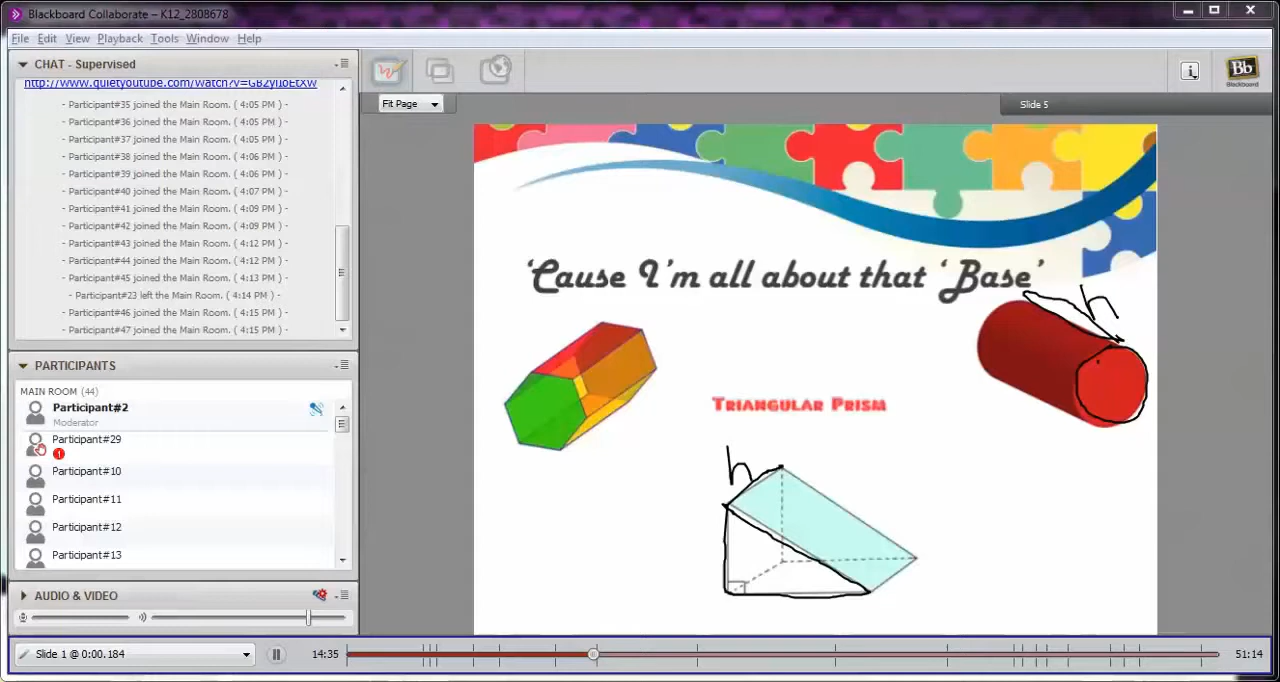 Blackboard Collaborate – K12_2808678
File Edit View Playback Tools Window Help
CHAT - Supervised
http://www.quietyoutube.com/watch?v=GB2yiIoEtXw
- Participant#35 joined the Main Room. ( 4:05 PM ) -
- Participant#36 joined the Main Room. ( 4:05 PM ) -
- Participant#37 joined the Main Room. ( 4:05 PM ) -
- Participant#38 joined the Main Room. ( 4:06 PM ) -
- Participant#39 joined the Main Room. ( 4:06 PM ) -
- Participant#40 joined the Main Room. ( 4:07 PM ) -
- Participant#41 joined the Main Room. ( 4:09 PM ) -
- Participant#42 joined the Main Room. ( 4:09 PM ) -
- Participant#43 joined the Main Room. ( 4:12 PM ) -
- Participant#44 joined the Main Room. ( 4:12 PM ) -
- Participant#45 joined the Main Room. ( 4:13 PM ) -
- Participant#23 left the Main Room. ( 4:14 PM ) -
- Participant#46 joined the Main Room. ( 4:15 PM ) -
- Participant#47 joined the Main Room. ( 4:15 PM ) -
PARTICIPANTS
MAIN ROOM (44)
Participant#2
Moderator
Participant#29
1
Participant#10
Participant#11
Participant#12
Participant#13
AUDIO & VIDEO
Slide 1 @ 0:00.184
14:35
51:14
Fit Page
Slide 5
i
Bb
Blackboard
'Cause I'm all about that 'Base'
h
Triangular Prism
h